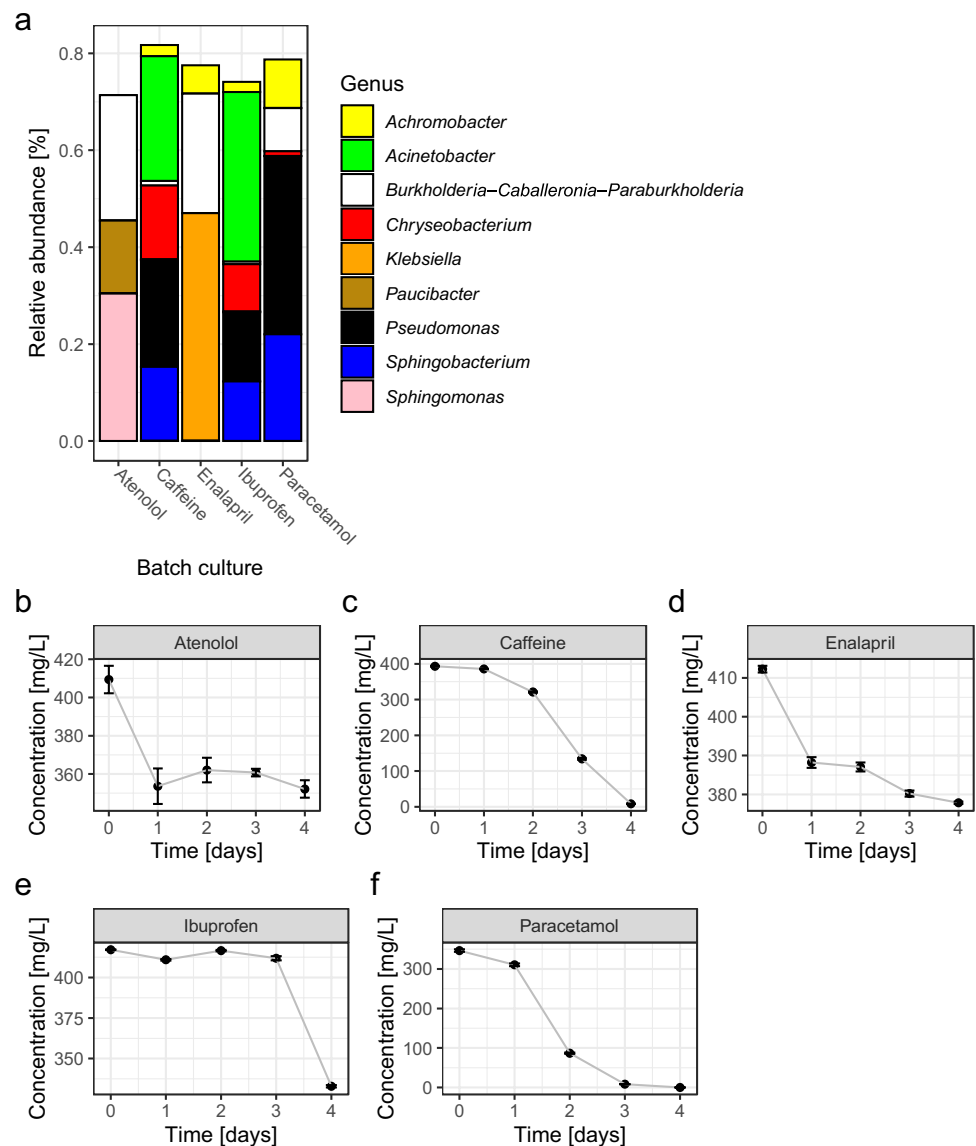 a
Relative abundance [%]
0.8
0.6
0.4
0.2
0.0
Atenolol
Caffeine
Enalapril
Ibuprofen
Paracetamol
Batch culture
Genus
Achromobacter
Acinetobacter
Burkholderia−Caballeronia−Paraburkholderia
Chryseobacterium
Klebsiella
Paucibacter
Pseudomonas
Sphingobacterium
Sphingomonas
b
Atenolol
Concentration [mg/L]
420
400
380
360
0 1 2 3 4
Time [days]
c
Caffeine
Concentration [mg/L]
400
300
200
100
0
0 1 2 3 4
Time [days]
d
Enalapril
Concentration [mg/L]
410
400
390
380
0 1 2 3 4
Time [days]
e
Ibuprofen
Concentration [mg/L]
400
375
350
0 1 2 3 4
Time [days]
f
Paracetamol
Concentration [mg/L]
300
200
100
0
0 1 2 3 4
Time [days]